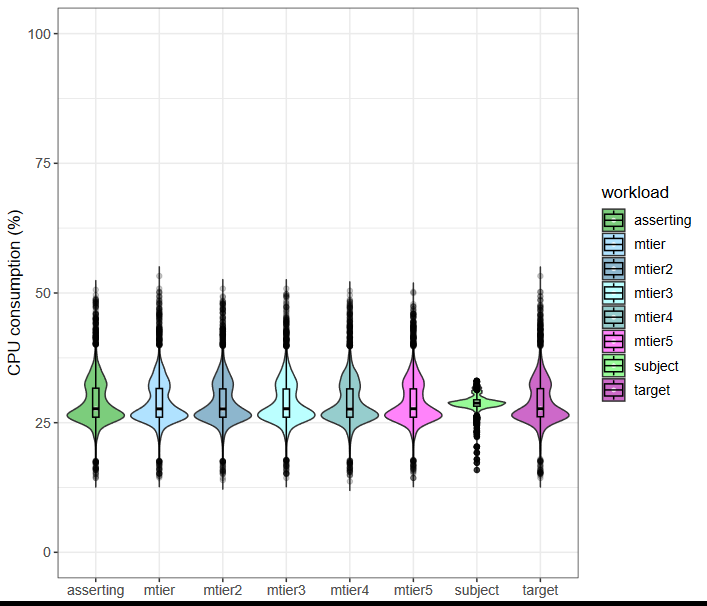 CPU consumption (%)
100
75
50
25
0
asserting mtier mtier2 mtier3 mtier4 mtier5 subject target
workload
asserting
mtier
mtier2
mtier3
mtier4
mtier5
subject
target